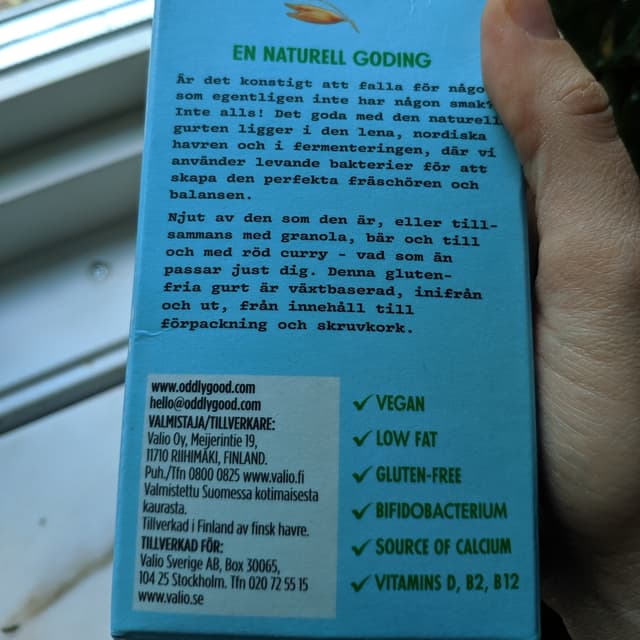 EN NATURELL GODING
Är det konstigt att falla för något
som egentligen inte har någon smak?
Inte alls! Det goda med den naturell
gurten ligger i den lena, nordiska
havren och i fermenteringen, där vi
använder levande bakterier för att
skapa den perfekta fräschören och
balansen.
Njut av den som den är, eller till-
sammans med granola, bär och till
och med röd curry - vad som än
passar just dig. Denna gluten-
fria gurt är växtbaserad, inifrån
och ut, från innehåll till
förpackning och skruvkork.
www.oddlygood.com
hello@oddlygood.com
VALMISTAJA/TILLVERKARE:
Valio Oy, Meijerintie 19,
11710 RIIHIMÄKI, FINLAND.
Puh./Tfn 0800 0825 www.valio.fi
Valmistettu Suomessa kotimaisesta
kaurasta.
Tillverkad i Finland av finsk havre.
TILLVERKAD FÖR:
Valio Sverige AB, Box 30065,
104 25 Stockholm. Tfn 020 72 55 15
www.valio.se
VEGAN
LOW FAT
GLUTEN-FREE
BIFIDOBACTERIUM
SOURCE OF CALCIUM
VITAMINS D, B2, B12